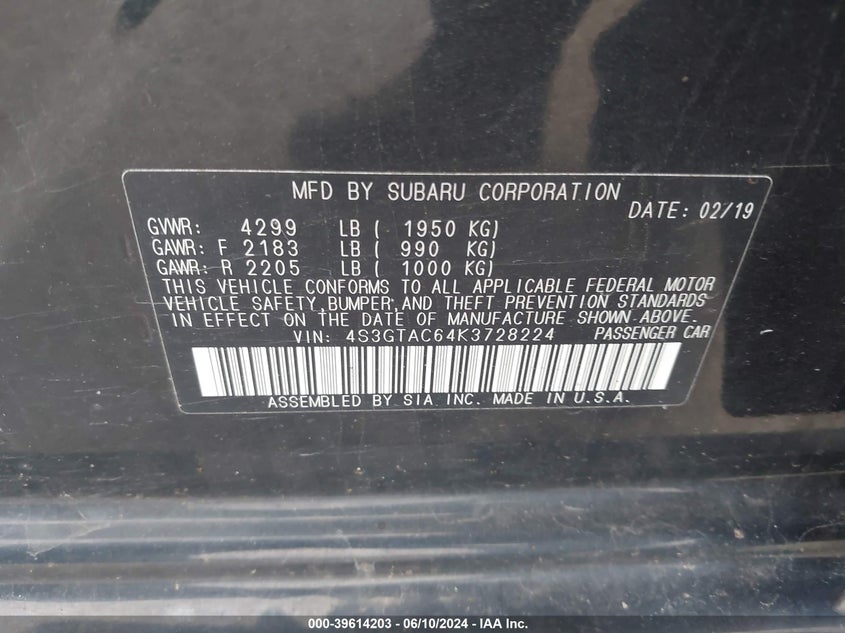 MFD BY SUBARU CORPORATION
DATE: 02/19
GVWR: 4299 LB ( 1950 KG)
GAWR: F 2183 LB ( 990 KG)
GAWR: R 2205 LB ( 1000 KG)
THIS VEHICLE CONFORMS TO ALL APPLICABLE FEDERAL MOTOR
VEHICLE SAFETY,BUMPER,AND THEFT PREVENTION STANDARDS
IN EFFECT ON THE DATE OF MANUFACTURE SHOWN ABOVE.
VIN: 4S3GTAC64K3728224 PASSENGER CAR
ASSEMBLED BY SIA INC. MADE IN U.S.A.
000-39614203 - 06/10/2024 - IAA Inc.